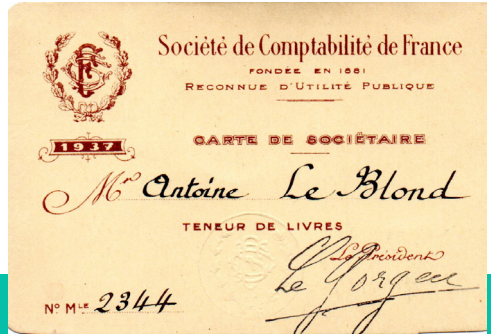 Société de Comptabilité de France
FONDÉE EN 1881
RECONNUE D'UTILITÉ PUBLIQUE
1937
CARTE DE SOCIÉTAIRE
Mr Antoine Le Blond
TENEUR DE LIVRES
Le Président
No MLE 2344